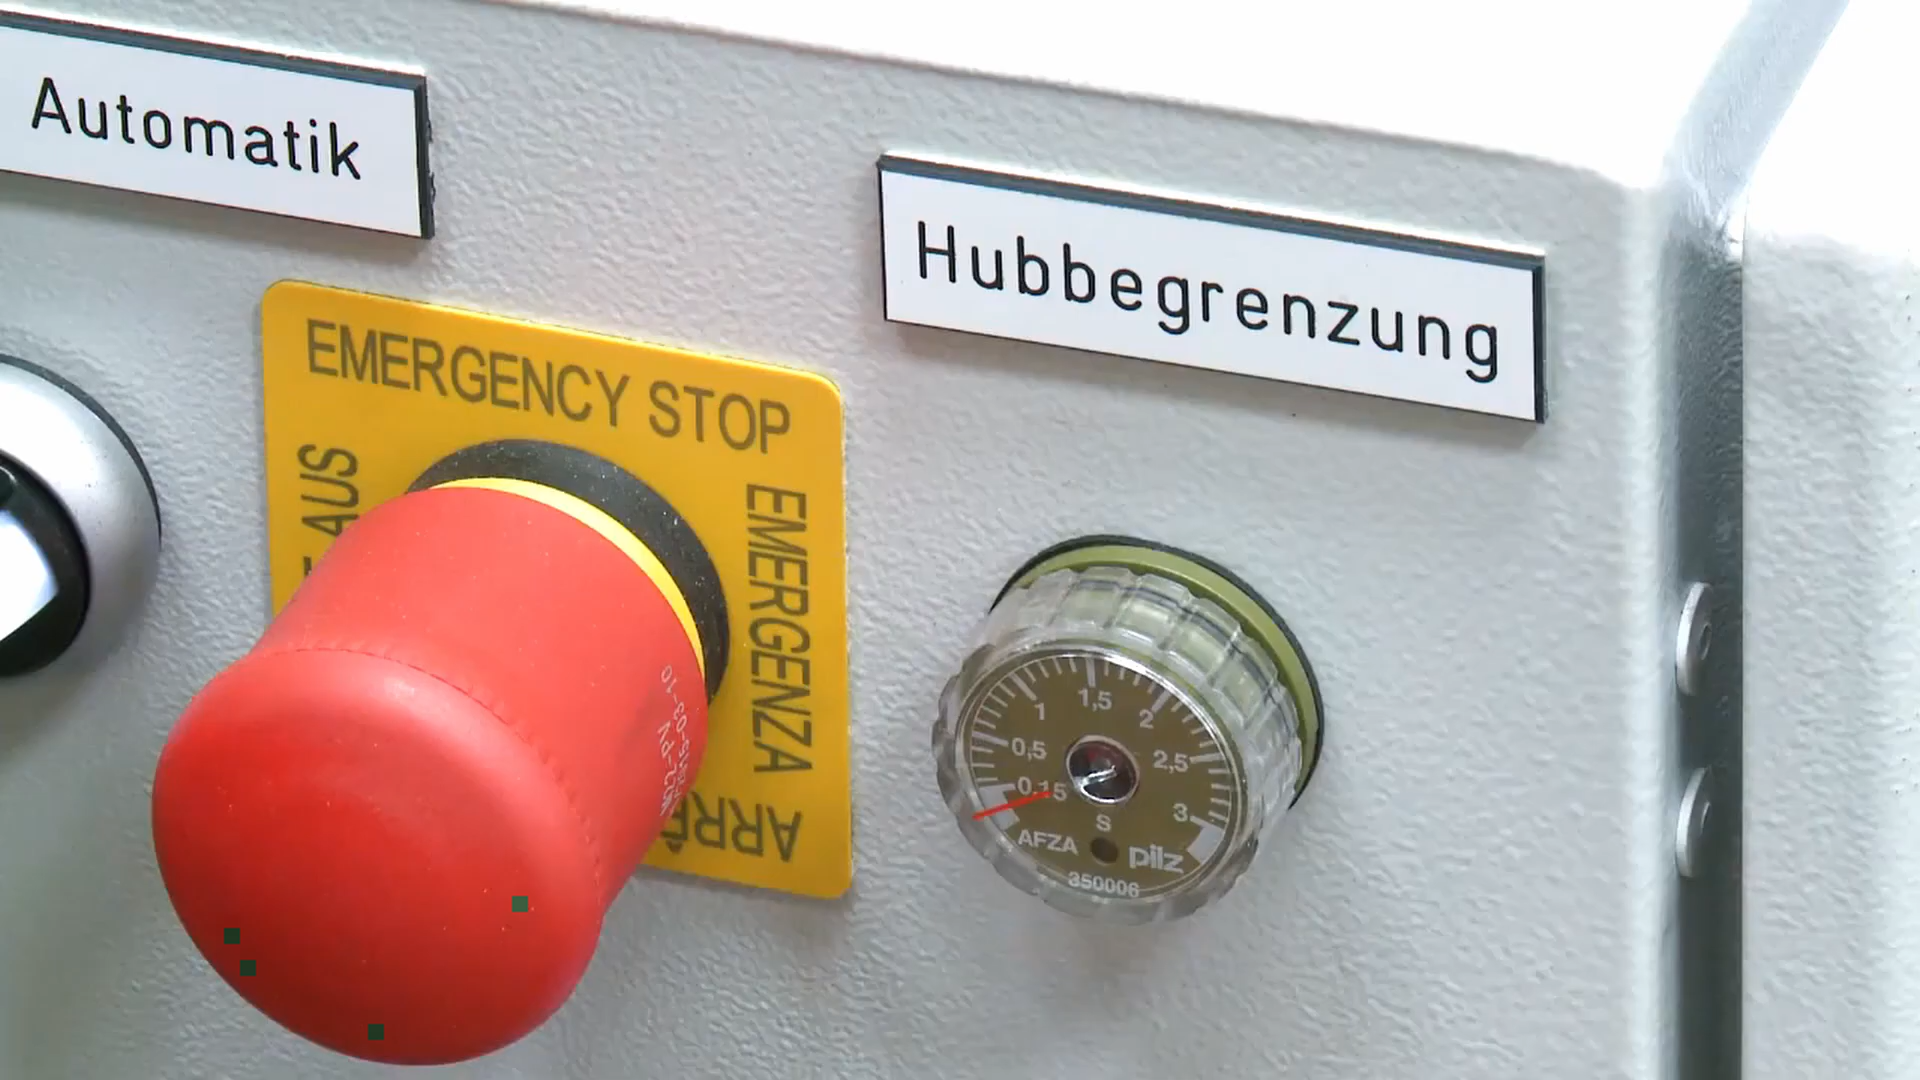 Automatik
Hubbegrenzung
EMERGENCY STOP
AUS
EMERGENZA
1,5
1
2
0,5
2,5
0.15
3
S
AFZA
pilz
350006